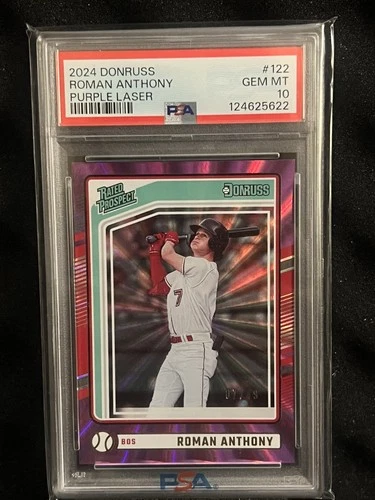 2024 DONRUSS #122
ROMAN ANTHONY GEM MT
PURPLE LASER 10
PSA 124625622
RATED PROSPECT
DONRUSS
7
BOS ROMAN ANTHONY
PSA